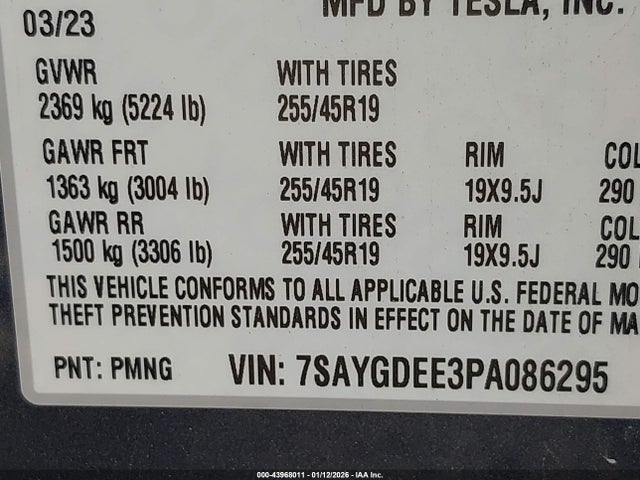 MFD BY TESLA, INC.
03/23
GVWR WITH TIRES
2369 kg (5224 lb) 255/45R19
GAWR FRT WITH TIRES RIM COL
1363 kg (3004 lb) 255/45R19 19X9.5J 290
GAWR RR WITH TIRES RIM COL
1500 kg (3306 lb) 255/45R19 19X9.5J 290
THIS VEHICLE CONFORMS TO ALL APPLICABLE U.S. FEDERAL MO
THEFT PREVENTION STANDARDS IN EFFECT ON THE DATE OF MA
PNT: PMNG VIN: 7SAYGDEE3PA086295
000-43968011 - 01/12/2026 - IAA Inc.